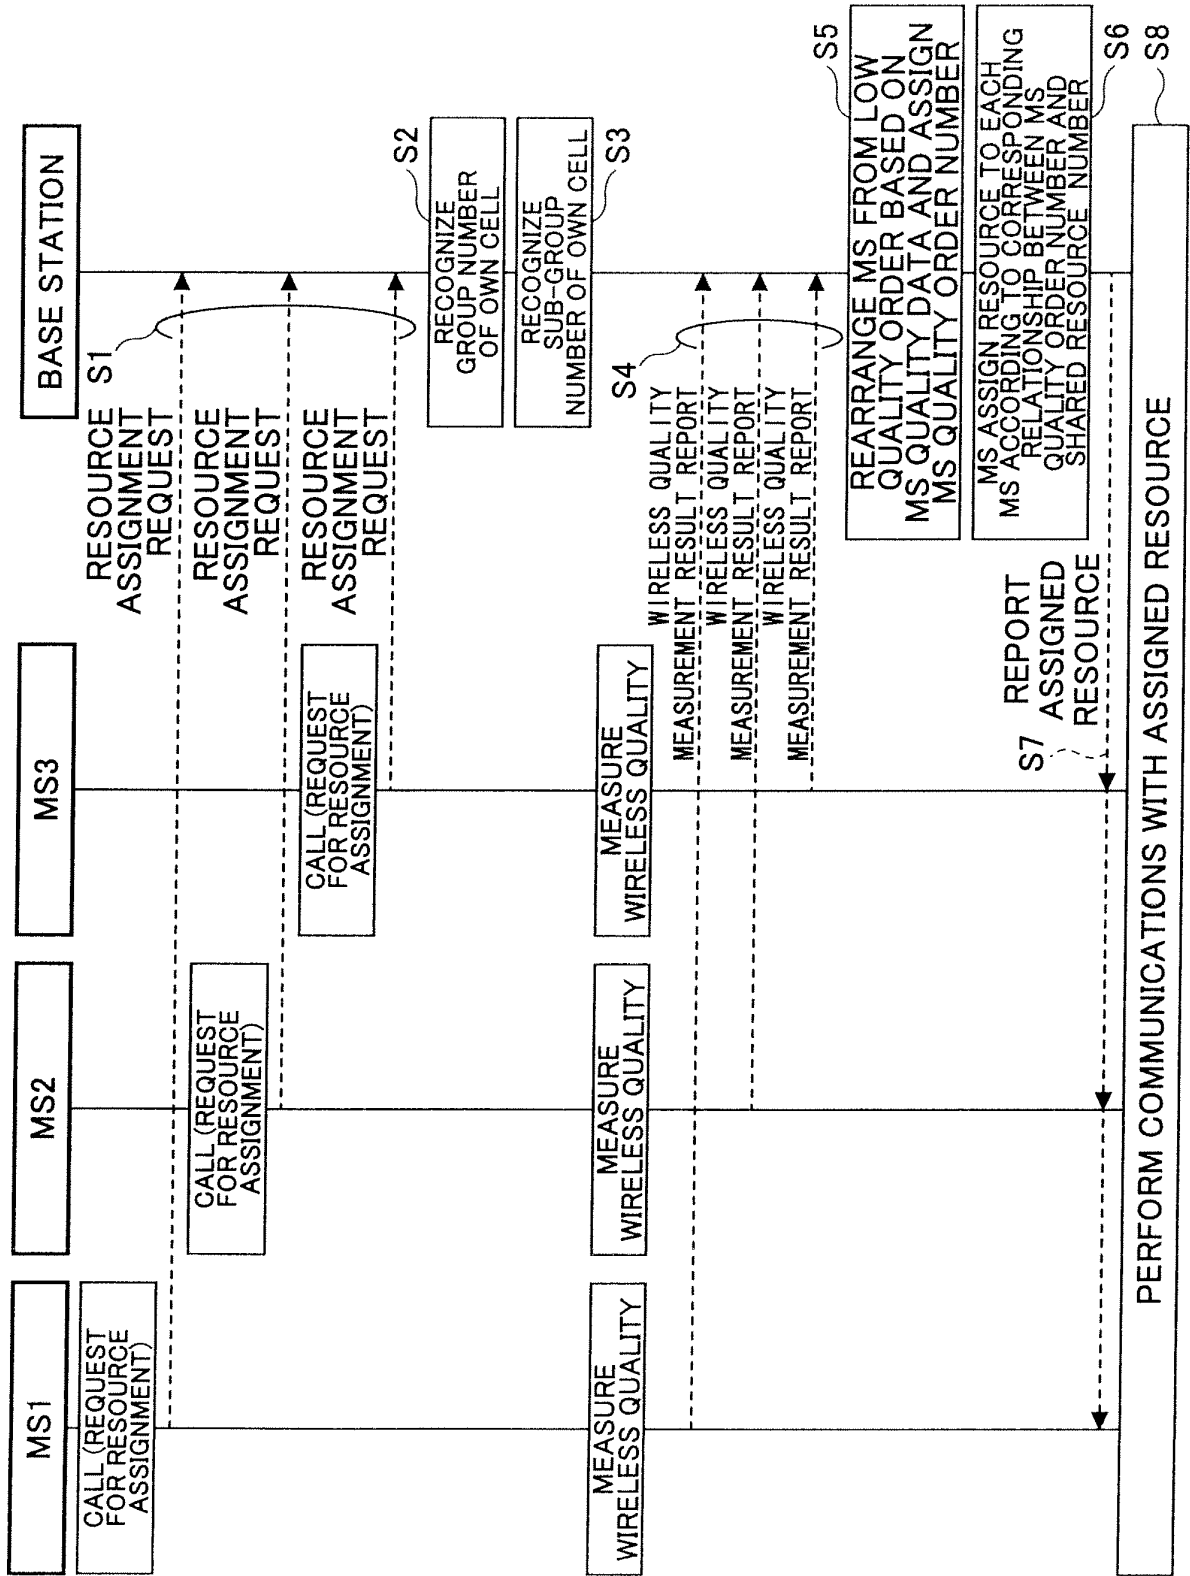 MS1
MS2
MS3
BASE STATION
CALL (REQUEST
FOR RESOURCE
ASSIGNMENT)
RESOURCE
ASSIGNMENT
REQUEST
S1
CALL (REQUEST
FOR RESOURCE
ASSIGNMENT)
RESOURCE
ASSIGNMENT
REQUEST
CALL (REQUEST
FOR RESOURCE
ASSIGNMENT)
RESOURCE
ASSIGNMENT
REQUEST
RECOGNIZE
GROUP NUMBER
OF OWN CELL
S2
RECOGNIZE
SUB-GROUP
NUMBER OF OWN CELL
S3
MEASURE
WIRELESS QUALITY
MEASURE
WIRELESS QUALITY
MEASURE
WIRELESS QUALITY
S4
WIRELESS QUALITY
MEASUREMENT RESULT REPORT
WIRELESS QUALITY
MEASUREMENT RESULT REPORT
WIRELESS QUALITY
MEASUREMENT RESULT REPORT
REARRANGE MS FROM LOW
QUALITY ORDER BASED ON
MS QUALITY DATA AND ASSIGN
MS QUALITY ORDER NUMBER
S5
MS ASSIGN RESOURCE TO EACH
MS ACCORDING TO CORRESPONDING
RELATIONSHIP BETWEEN MS
QUALITY ORDER NUMBER AND
SHARED RESOURCE NUMBER
S6
S7
REPORT
ASSIGNED
RESOURCE
PERFORM COMMUNICATIONS WITH ASSIGNED RESOURCE
S8